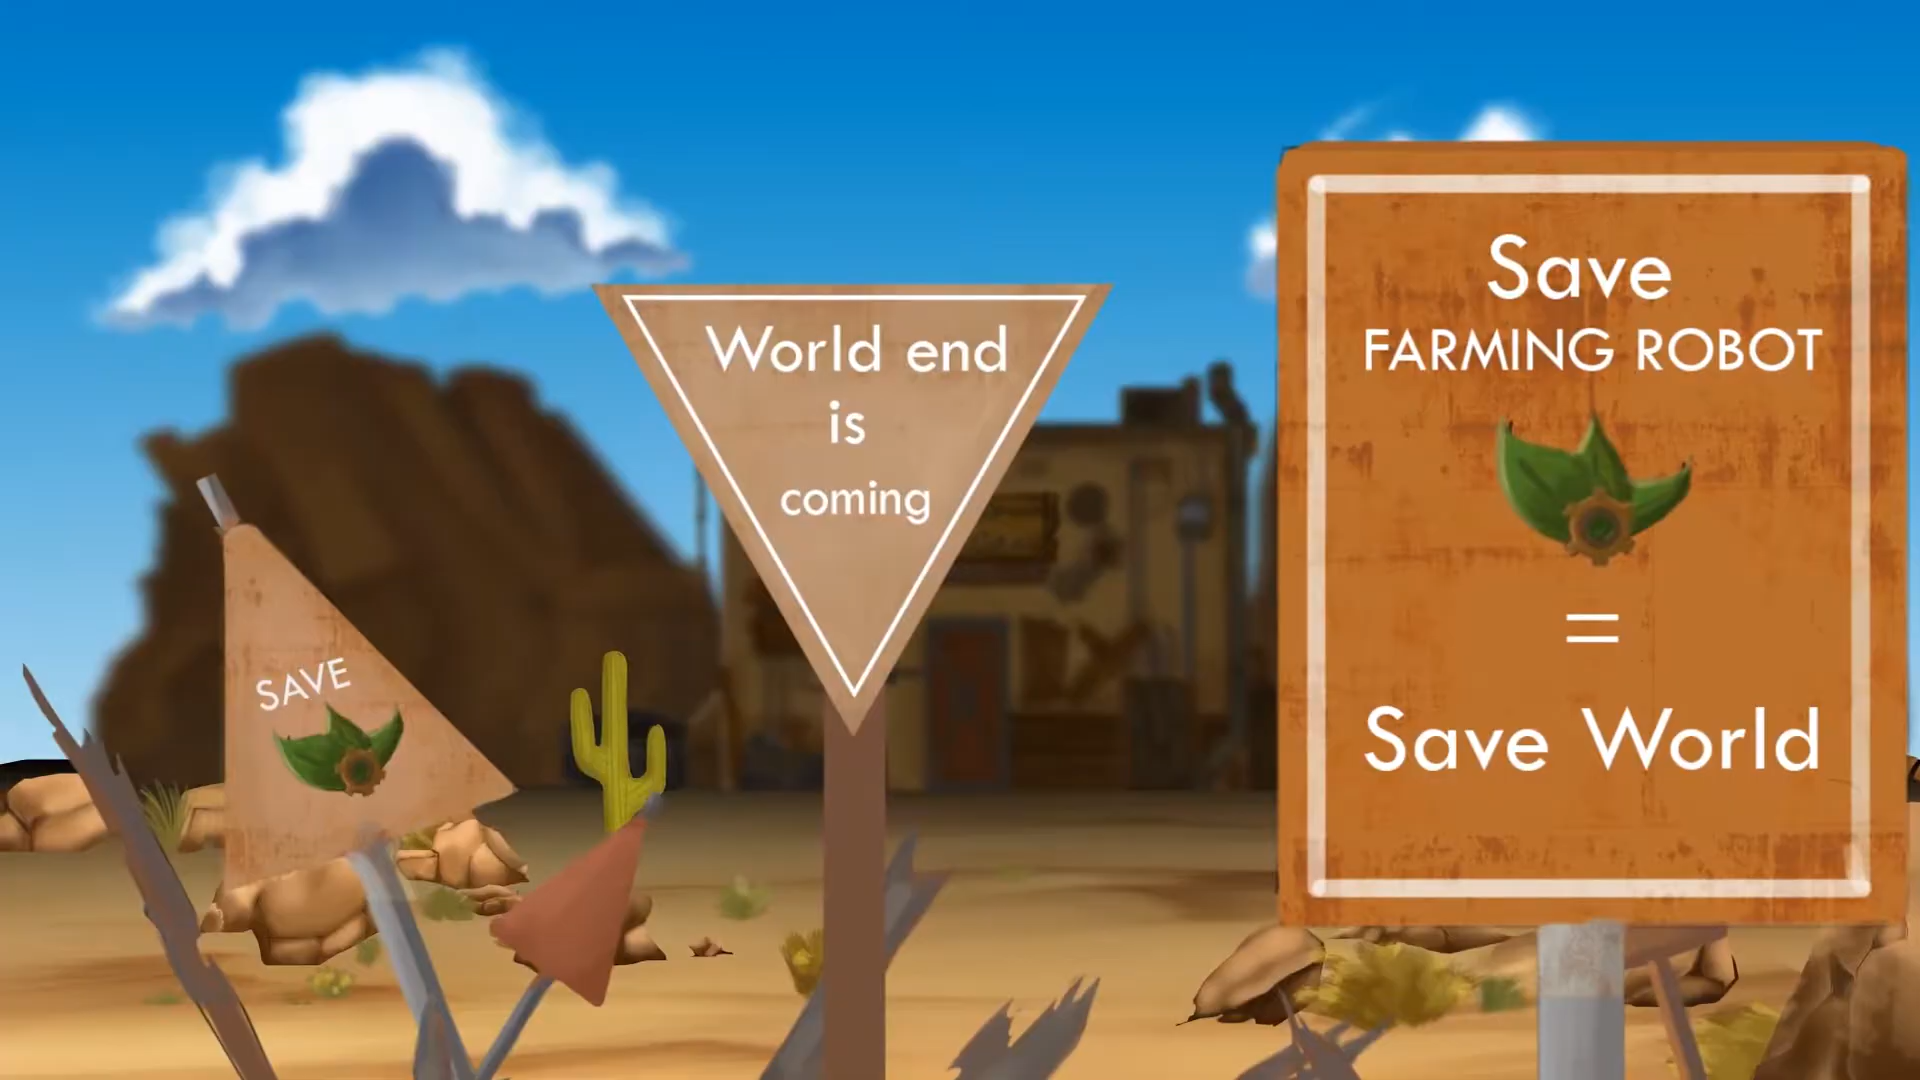 SAVE
World end
is
coming
Save
FARMING ROBOT
=
Save World